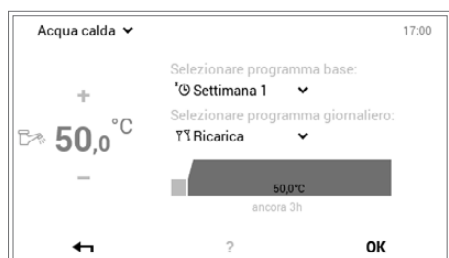 Acqua calda
17:00
Selezionare programma base:
Settimana 1
Selezionare programma giornaliero:
Ricarica
+
50,0 °C
−
50,0°C
ancora 3h
?
OK